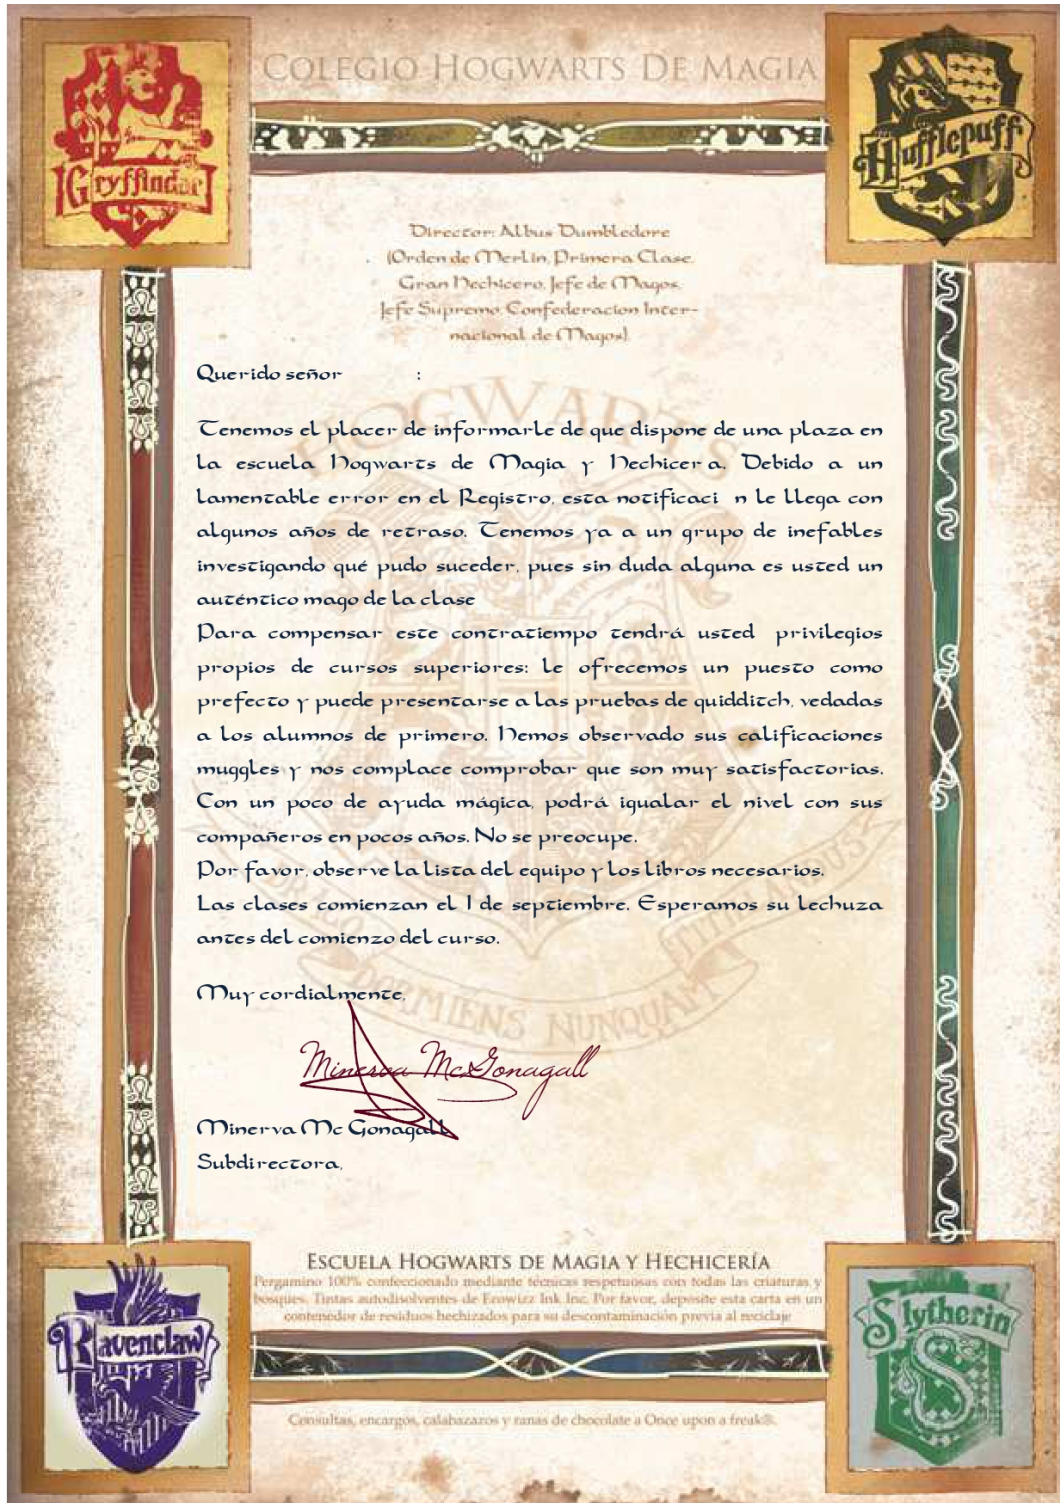 COLEGIO HOGWARTS DE MAGIA
Gryffindor
Hufflepuff
Director: Albus Dumbledore
(Orden de Merlin, Primera Clase,
Gran Hechicero, Jefe de Magos,
Jefe Supremo, Confederacion Inter-
nacional de Magos).
Querido señor :
Tenemos el placer de informarle de que dispone de una plaza en
la escuela Hogwarts de Magia y Hechicer a. Debido a un
lamentable error en el Registro, esta notificaci n le llega con
algunos años de retraso. Tenemos ya a un grupo de inefables
investigando qué pudo suceder, pues sin duda alguna es usted un
auténtico mago de la clase
Para compensar este contratiempo tendrá usted privilegios
propios de cursos superiores: le ofrecemos un puesto como
prefecto y puede presentarse a las pruebas de quidditch, vedadas
a los alumnos de primero. Hemos observado sus calificaciones
muggles y nos complace comprobar que son muy satisfactorias.
Con un poco de ayuda mágica, podrá igualar el nivel con sus
compañeros en pocos años. No se preocupe.
Por favor, observe la lista del equipo y los libros necesarios.
Las clases comienzan el 1 de septiembre. Esperamos su lechuza
antes del comienzo del curso.
Muy cordialmente,
Minerva McGonagall
Minerva Mc Gonagall
Subdirectora,
HOGWARTS
DORMIENS NUNQUAM
ESCUELA HOGWARTS DE MAGIA Y HECHICERÍA
Pergamino 100% confeccionado mediante técnicas respetuosas con todas las criaturas y
bosques. Tintas autodisolventes de Erowizz Ink Inc. Por favor, deposite esta carta en un
contenedor de residuos hechizados para su descontaminación previa al reciclaje
Ravenclaw
Slytherin
Consultas, encargos, calabazazos y ranas de chocolate a Once upon a freak®.